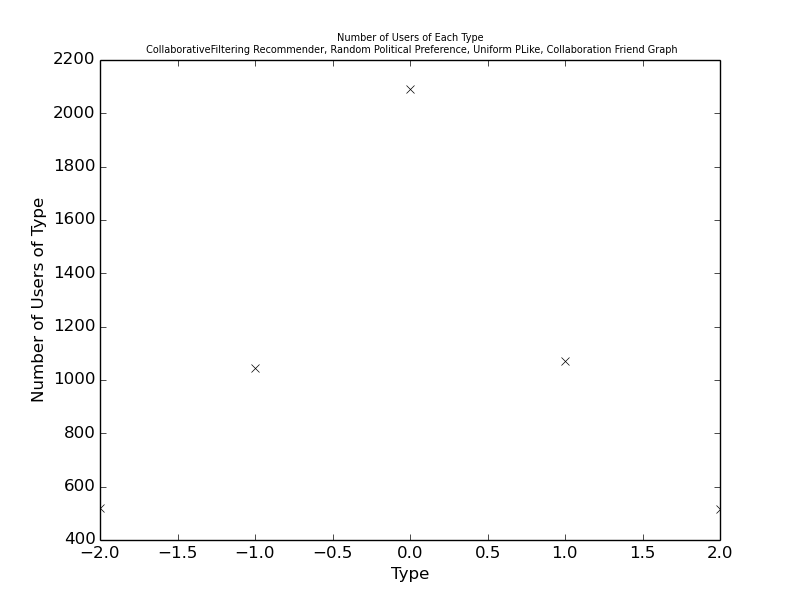 Number of Users of Each Type
CollaborativeFiltering Recommender, Random Political Preference, Uniform PLike, Collaboration Friend Graph
2200
2000
1800
1600
1400
1200
1000
800
600
400
Number of Users of Type
−2.0 −1.5 −1.0 −0.5 0.0 0.5 1.0 1.5 2.0
Type